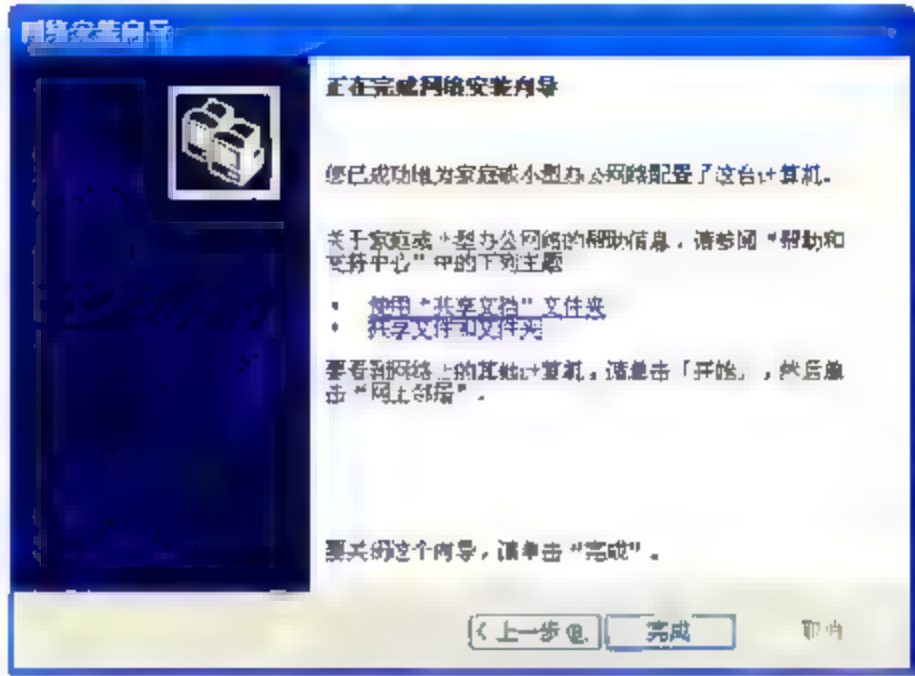 网络安装向导
正在完成网络安装向导
您已成功地为家庭或小型办公网络配置了这台计算机。
关于家庭或小型办公网络的帮助信息，请参阅“帮助和
支持中心”中的下列主题
• 使用“共享文档”文件夹
• 共享文件和文件夹
要看到网络上的其他计算机，请单击「开始」，然后单
击“网上邻居”。
要关闭这个向导，请单击“完成”。
< 上一步(B) 完成 取消